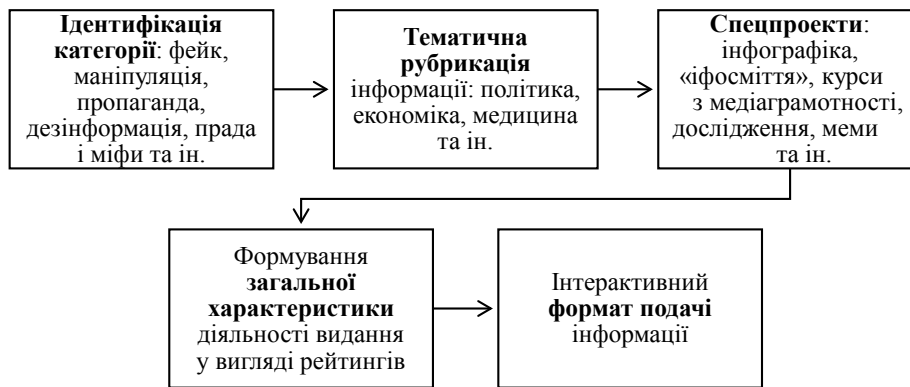 Ідентифікація
категорії: фейк,
маніпуляція,
пропаганда,
дезінформація, прада
і міфи та ін.
Тематична
рубрикація
інформації: політика,
економіка, медицина
та ін.
Спецпроекти:
інфографіка,
«іфосміття», курси
з медіаграмотності,
дослідження, меми
та ін.
Формування
загальної
характеристики
діяльності видання
у вигляді рейтингів
Інтерактивний
формат подачі
інформації